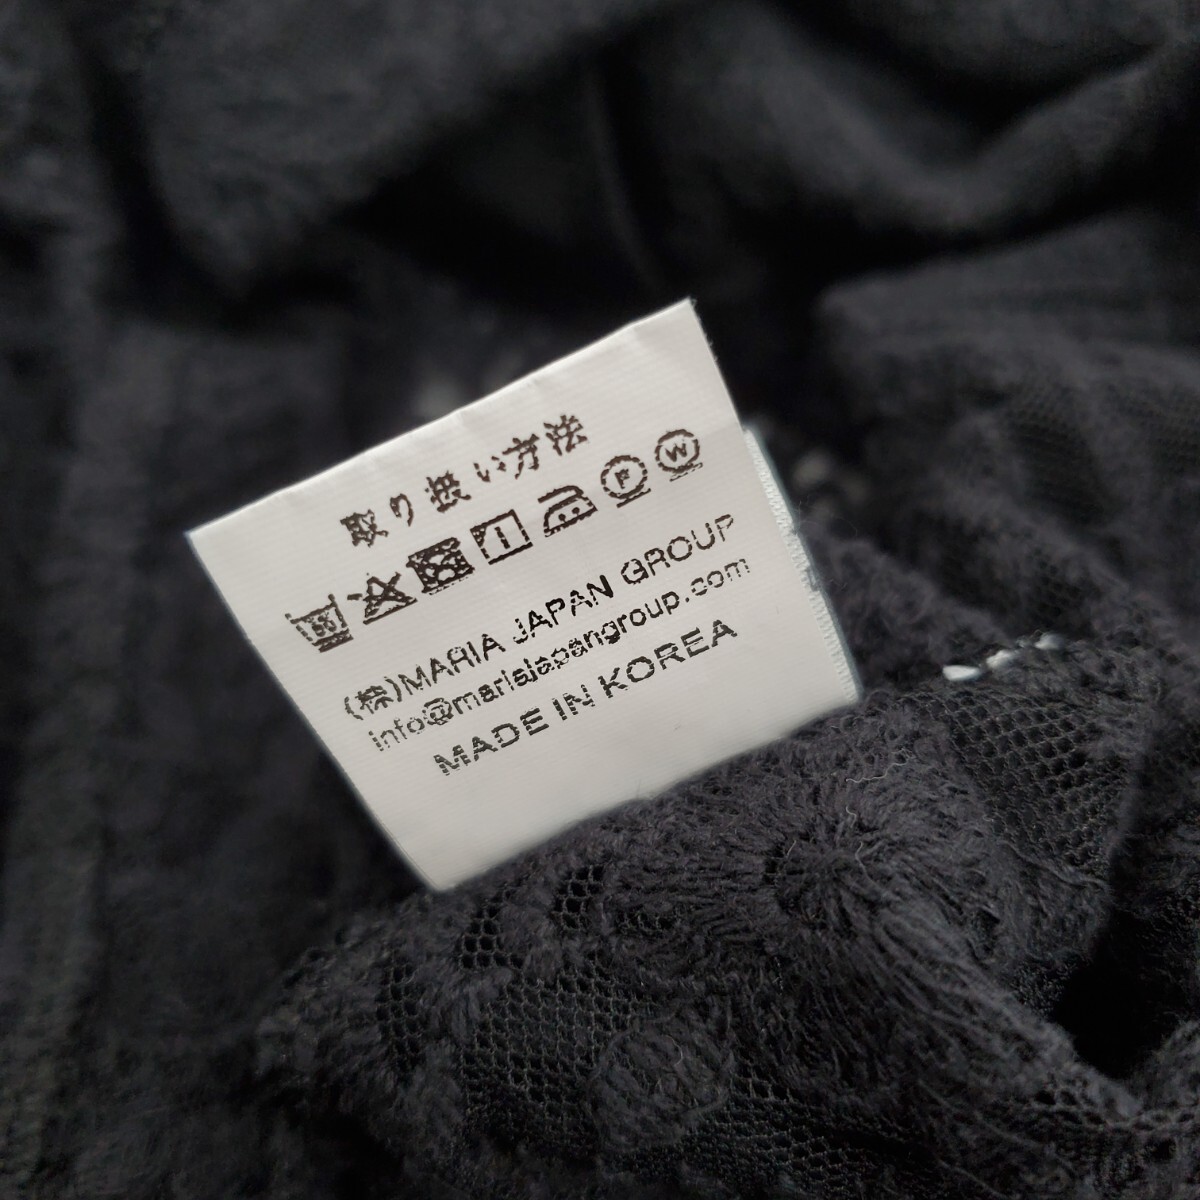 取り扱い方法
(株)MARIA JAPAN GROUP
info@mariajapangroup.com
MADE IN KOREA